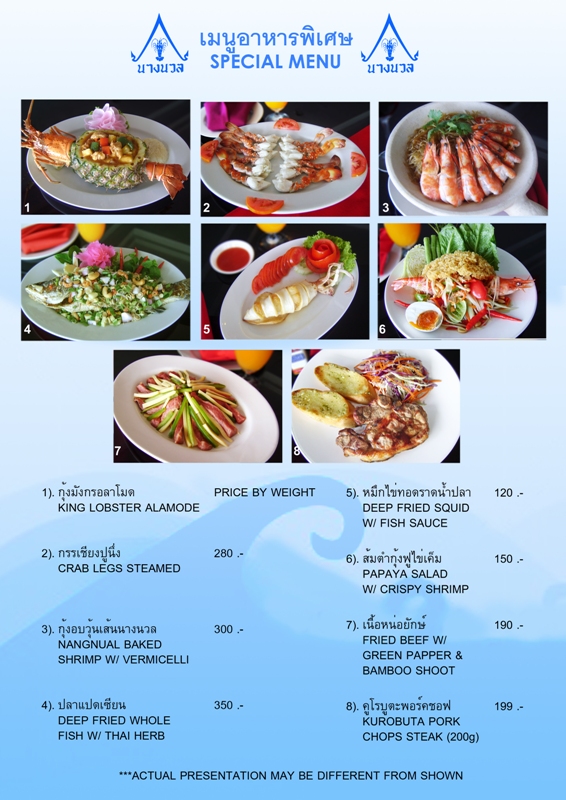 นางนวล
เมนูอาหารพิเศษ
SPECIAL MENU
นางนวล
1
2
3
4
5
6
7
8
1). กุ้งมังกรอลาโมด PRICE BY WEIGHT
KING LOBSTER ALAMODE
2). กรรเชียงปูนึ่ง 280 .-
CRAB LEGS STEAMED
3). กุ้งอบวุ้นเส้นนางนวล 300 .-
NANGNUAL BAKED
SHRIMP W/ VERMICELLI
4). ปลาแปดเซียน 350 .-
DEEP FRIED WHOLE
FISH W/ THAI HERB
5). หมึกไข่ทอดราดน้ำปลา 120 .-
DEEP FRIED SQUID
W/ FISH SAUCE
6). ส้มตำกุ้งฟูไข่เค็ม 150 .-
PAPAYA SALAD
W/ CRISPY SHRIMP
7). เนื้อหน่อยักษ์ 190 .-
FRIED BEEF W/
GREEN PAPPER &
BAMBOO SHOOT
8). คูโรบูตะพอร์คชอฟ 199 .-
KUROBUTA PORK
CHOPS STEAK (200g)
***ACTUAL PRESENTATION MAY BE DIFFERENT FROM SHOWN